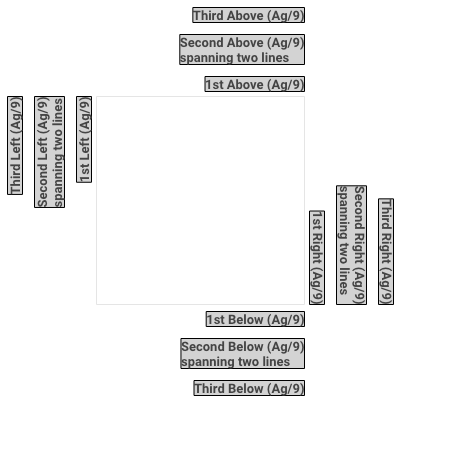 Third Above (Ag/9)
Second Above (Ag/9)
spanning two lines
1st Above (Ag/9)
Third Left (Ag/9)
Second Left (Ag/9)
spanning two lines
1st Left (Ag/9)
1st Right (Ag/9)
Second Right (Ag/9)
spanning two lines
Third Right (Ag/9)
1st Below (Ag/9)
Second Below (Ag/9)
spanning two lines
Third Below (Ag/9)